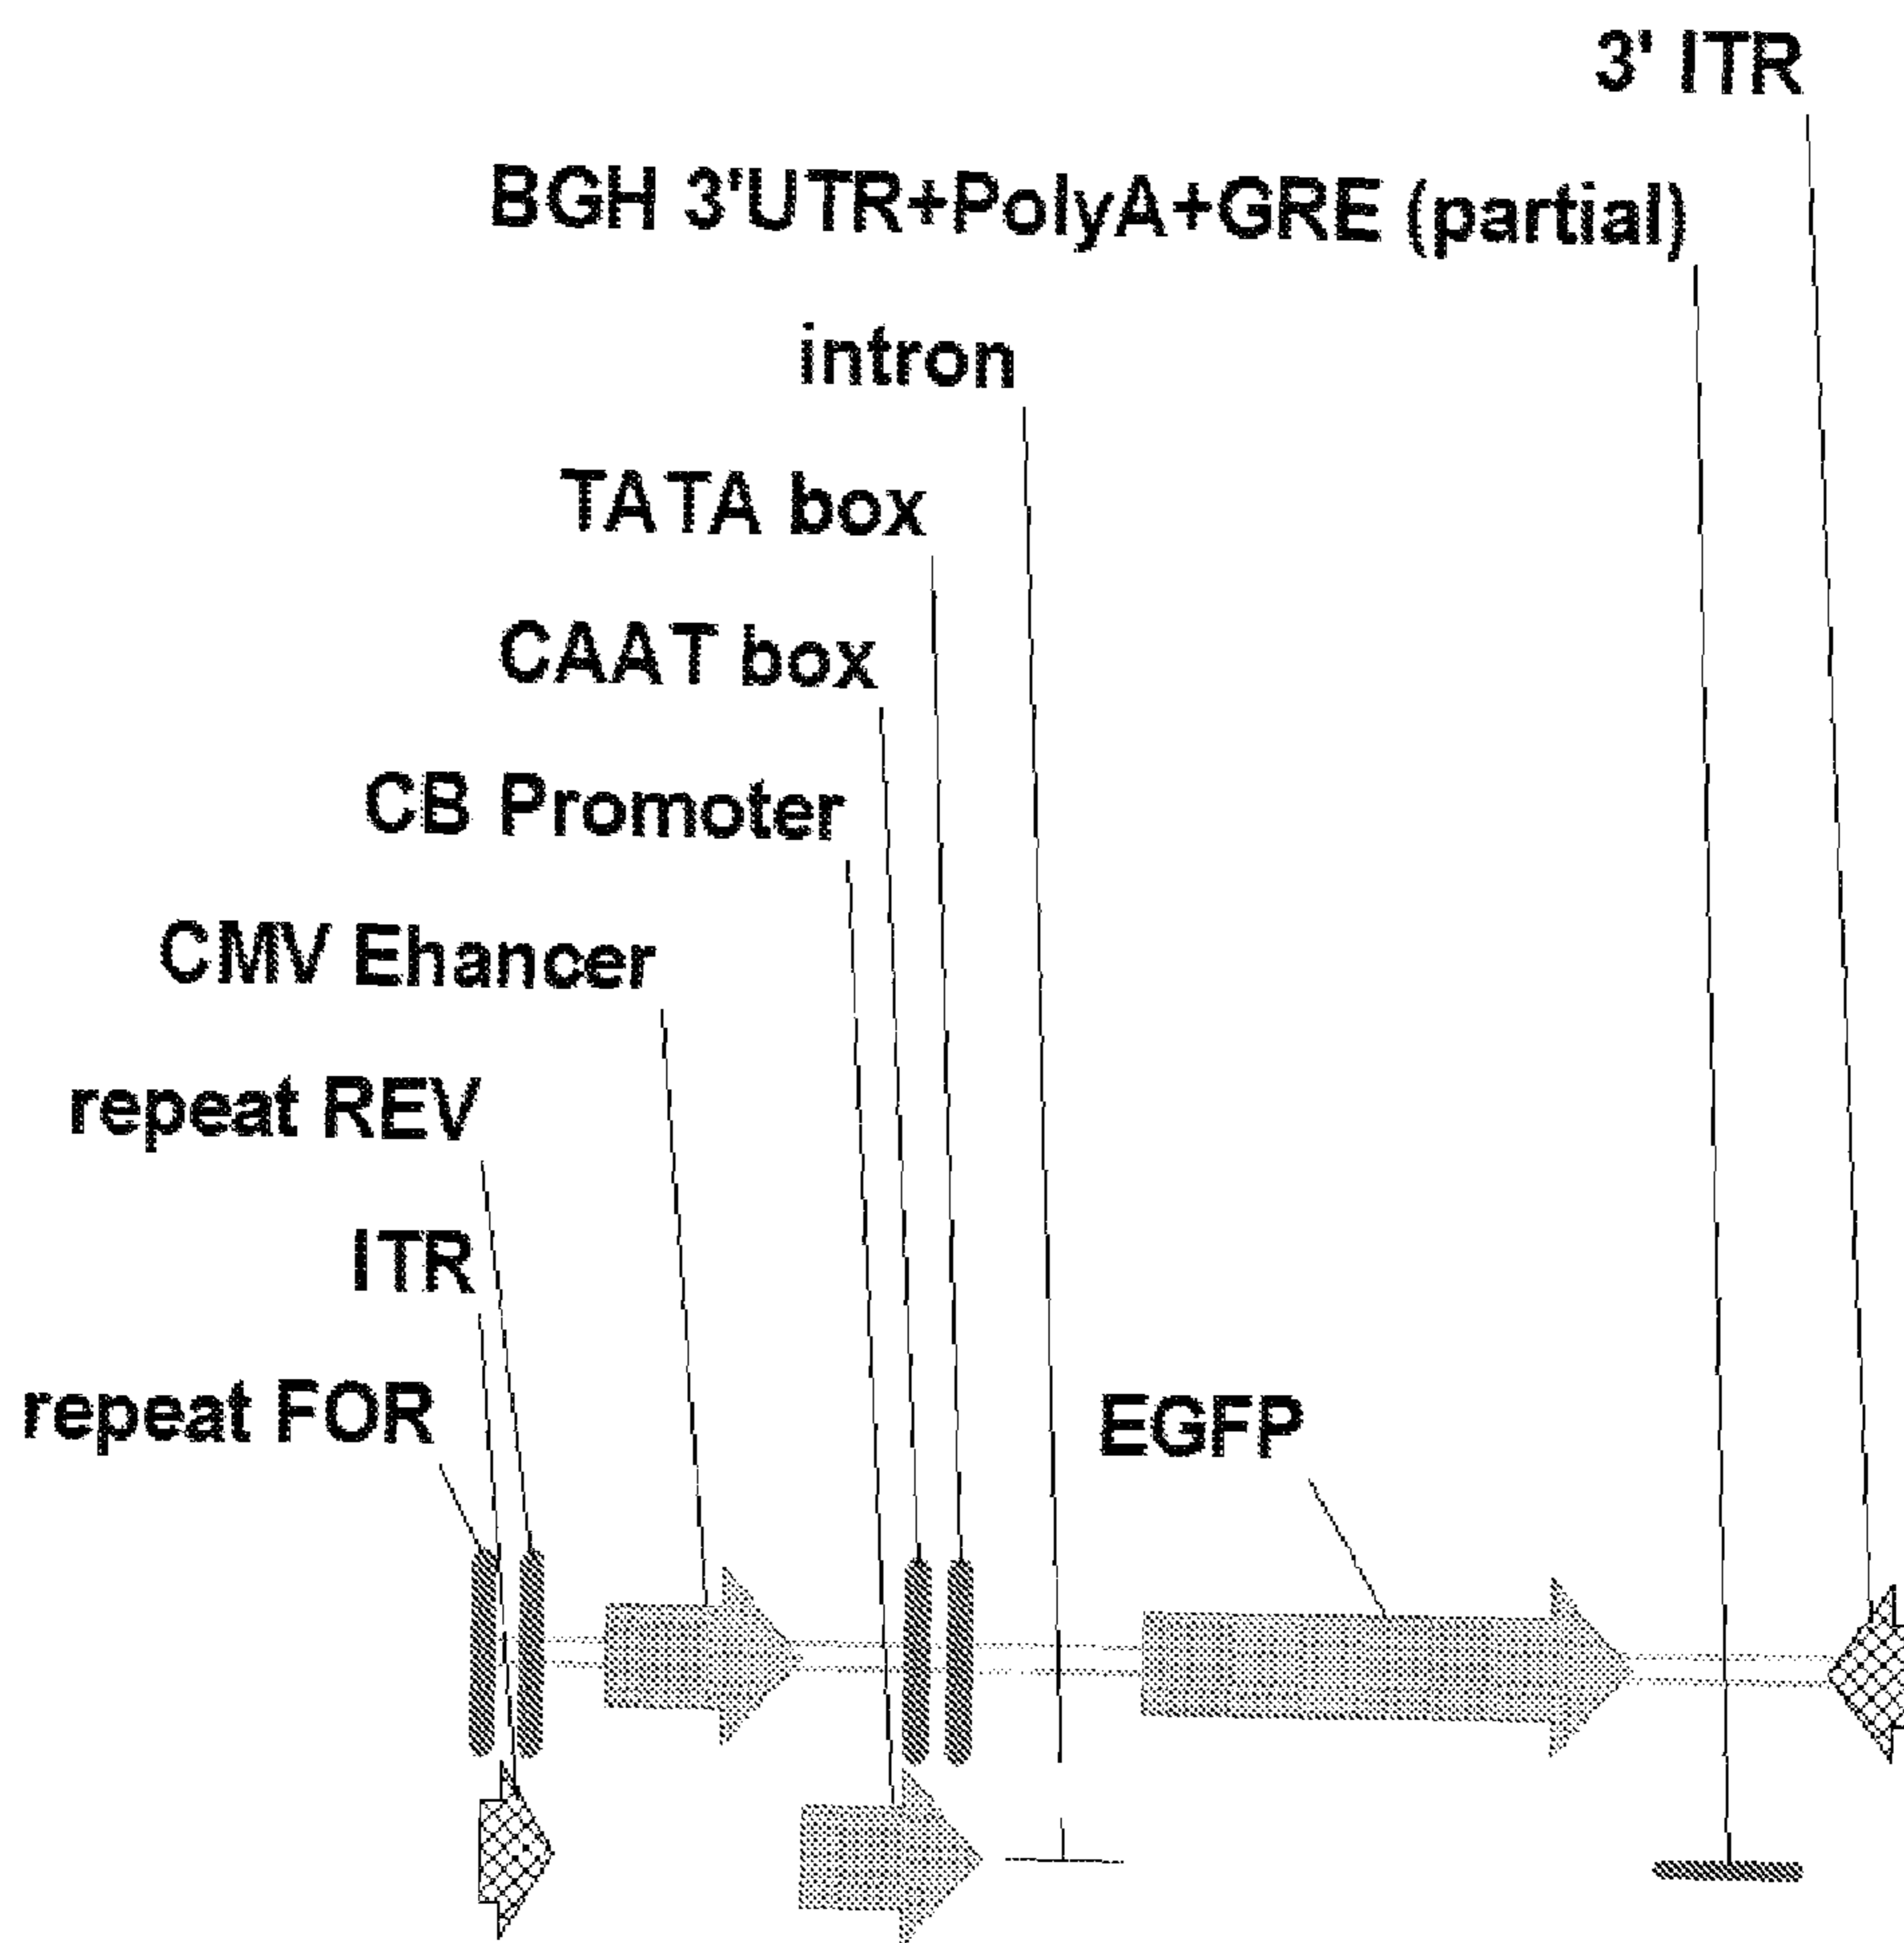 3' ITR
BGH 3'UTR+PolyA+GRE (partial)
intron
TATA box
CAAT box
CB Promoter
CMV Ehancer
repeat REV
ITR
repeat FOR
EGFP